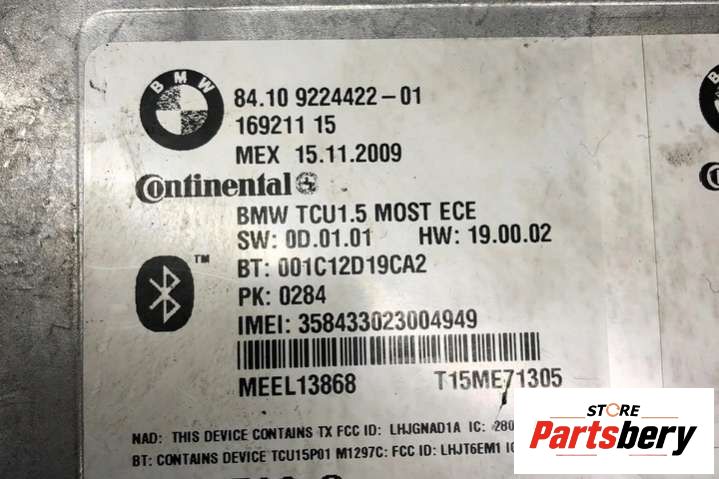 BMW
84.10 9224422-01
169211 15
MEX 15.11.2009
Continental
BMW TCU1.5 MOST ECE
SW: 0D.01.01 HW: 19.00.02
™ BT: 001C12D19CA2
PK: 0284
IMEI: 358433023004949
MEEL13868 T15ME71305
NAD: THIS DEVICE CONTAINS TX FCC ID: LHJGNAD1A IC: 280
BT: CONTAINS DEVICE TCU15P01 M1297C: FCC ID: LHJT6EM1
STORE
Partsbery